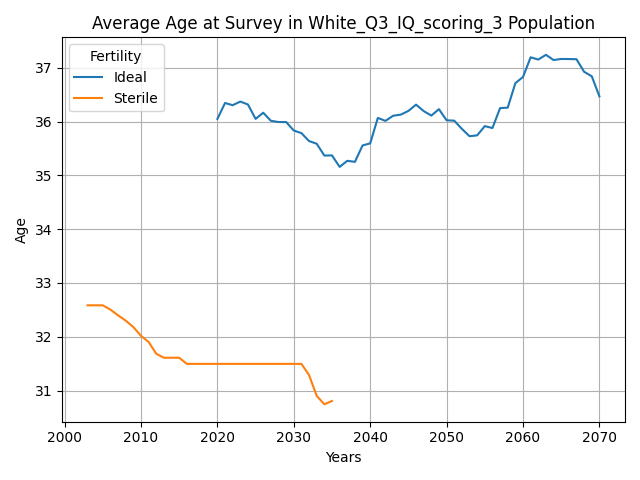 Average Age at Survey in White_Q3_IQ_scoring_3 Population
Fertility
Ideal
Sterile
37
36
35
34
33
32
31
Age
2000 2010 2020 2030 2040 2050 2060 2070
Years